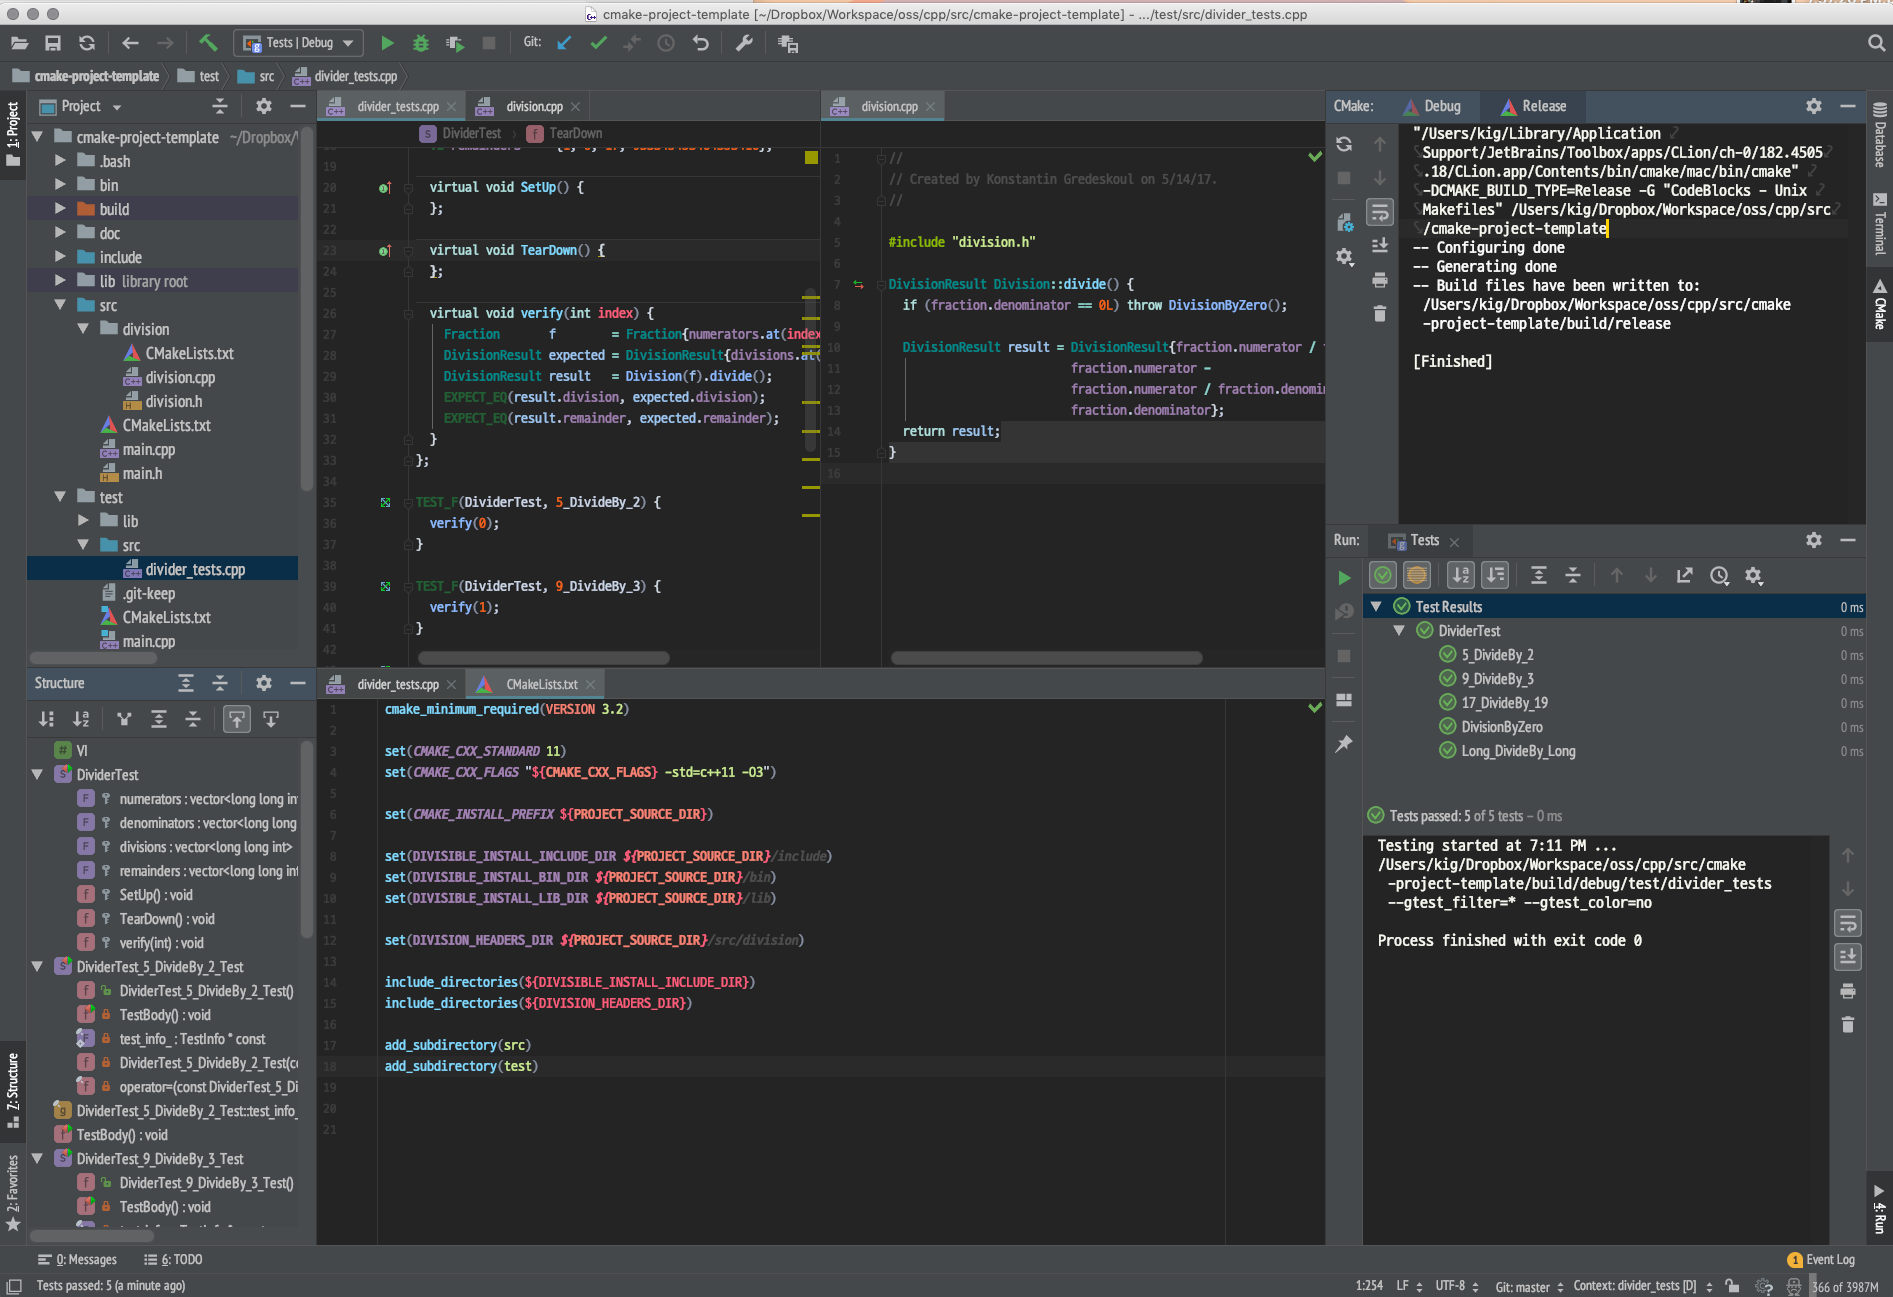 cmake-project-template [~/Dropbox/Workspace/oss/cpp/src/cmake-project-template] - .../test/src/divider_tests.cpp
Tests | Debug
Git:
cmake-project-template
test
src
divider_tests.cpp
1: Project
Project
cmake-project-template ~/Dropbox/
.bash
bin
build
doc
include
lib library root
src
division
CMakeLists.txt
division.cpp
division.h
CMakeLists.txt
main.cpp
main.h
test
lib
src
divider_tests.cpp
.git-keep
CMakeLists.txt
main.cpp
divider_tests.cpp
division.cpp
DividerTest
TearDown
19
20 virtual void SetUp() {
21 };
22
23 virtual void TearDown() {
24 };
25
26 virtual void verify(int index) {
27 Fraction f = Fraction{numerators.at(index
28 DivisionResult expected = DivisionResult{divisions.at(
29 DivisionResult result = Division(f).divide();
30 EXPECT_EQ(result.division, expected.division);
31 EXPECT_EQ(result.remainder, expected.remainder);
32 }
33 };
34
35 TEST_F(DividerTest, 5_DivideBy_2) {
36 verify(0);
37 }
38
39 TEST_F(DividerTest, 9_DivideBy_3) {
40 verify(1);
41 }
42
division.cpp
1 //
2 // Created by Konstantin Gredeskoul on 5/14/17.
3 //
4
5 #include "division.h"
6
7 DivisionResult Division::divide() {
8 if (fraction.denominator == 0L) throw DivisionByZero();
9
10 DivisionResult result = DivisionResult{fraction.numerator /
11 fraction.numerator -
12 fraction.numerator / fraction.denomin
13 fraction.denominator};
14 return result;
15 }
16
CMake:
Debug
Release
"/Users/kig/Library/Application
Support/JetBrains/Toolbox/apps/CLion/ch-0/182.4505
.18/CLion.app/Contents/bin/cmake/mac/bin/cmake"
-DCMAKE_BUILD_TYPE=Release -G "CodeBlocks - Unix
Makefiles" /Users/kig/Dropbox/Workspace/oss/cpp/src
/cmake-project-template
-- Configuring done
-- Generating done
-- Build files have been written to:
/Users/kig/Dropbox/Workspace/oss/cpp/src/cmake
-project-template/build/release
[Finished]
Database
Terminal
CMake
Run:
Tests
Test Results 0 ms
DividerTest 0 ms
5_DivideBy_2 0 ms
9_DivideBy_3 0 ms
17_DivideBy_19 0 ms
DivisionByZero 0 ms
Long_DivideBy_Long 0 ms
Tests passed: 5 of 5 tests – 0 ms
Testing started at 7:11 PM ...
/Users/kig/Dropbox/Workspace/oss/cpp/src/cmake
-project-template/build/debug/test/divider_tests
--gtest_filter=* --gtest_color=no
Process finished with exit code 0
4: Run
Structure
VI
DividerTest
numerators : vector<long long in
denominators : vector<long long
divisions : vector<long long int>
remainders : vector<long long int
SetUp() : void
TearDown() : void
verify(int) : void
DividerTest_5_DivideBy_2_Test
DividerTest_5_DivideBy_2_Test()
TestBody() : void
test_info_ : TestInfo * const
DividerTest_5_DivideBy_2_Test(co
operator=(const DividerTest_5_Di
DividerTest_5_DivideBy_2_Test::test_info_
TestBody() : void
DividerTest_9_DivideBy_3_Test
DividerTest_9_DivideBy_3_Test()
TestBody() : void
7: Structure
2: Favorites
divider_tests.cpp
CMakeLists.txt
1 cmake_minimum_required(VERSION 3.2)
2
3 set(CMAKE_CXX_STANDARD 11)
4 set(CMAKE_CXX_FLAGS "${CMAKE_CXX_FLAGS} -std=c++11 -O3")
5
6 set(CMAKE_INSTALL_PREFIX ${PROJECT_SOURCE_DIR})
7
8 set(DIVISIBLE_INSTALL_INCLUDE_DIR ${PROJECT_SOURCE_DIR}/include)
9 set(DIVISIBLE_INSTALL_BIN_DIR ${PROJECT_SOURCE_DIR}/bin)
10 set(DIVISIBLE_INSTALL_LIB_DIR ${PROJECT_SOURCE_DIR}/lib)
11
12 set(DIVISION_HEADERS_DIR ${PROJECT_SOURCE_DIR}/src/division)
13
14 include_directories(${DIVISIBLE_INSTALL_INCLUDE_DIR})
15 include_directories(${DIVISION_HEADERS_DIR})
16
17 add_subdirectory(src)
18 add_subdirectory(test)
19
20
21
0: Messages
6: TODO
1 Event Log
Tests passed: 5 (a minute ago)
1:254
LF
UTF-8
Git: master
Context: divider_tests [D]
366 of 3987M